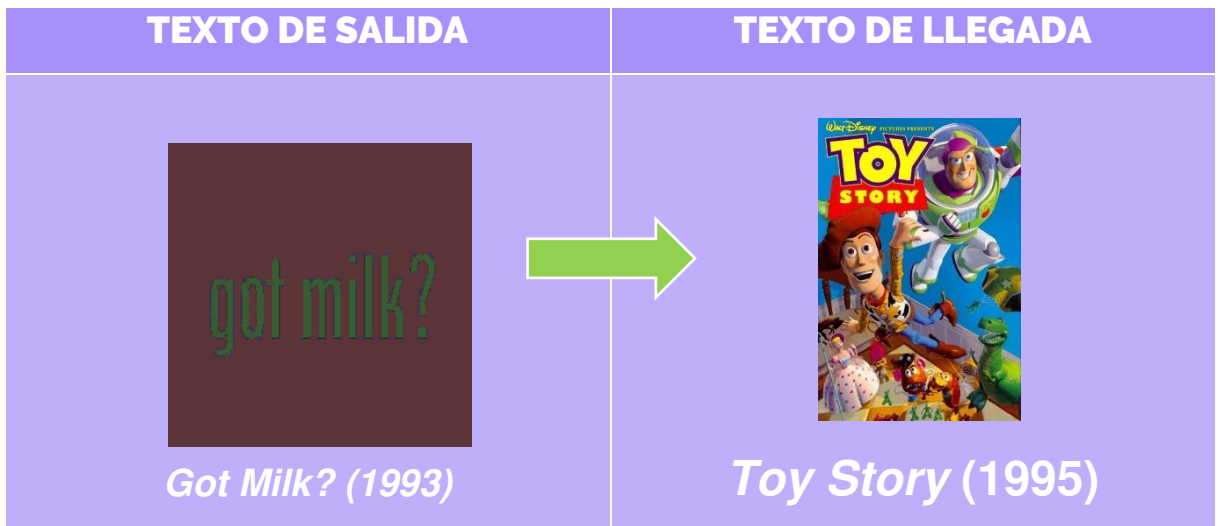 TEXTO DE SALIDA
TEXTO DE LLEGADA
got milk?
Got Milk? (1993)
WALT DISNEY PICTURES PRESENTS
TOY
STORY
Toy Story (1995)